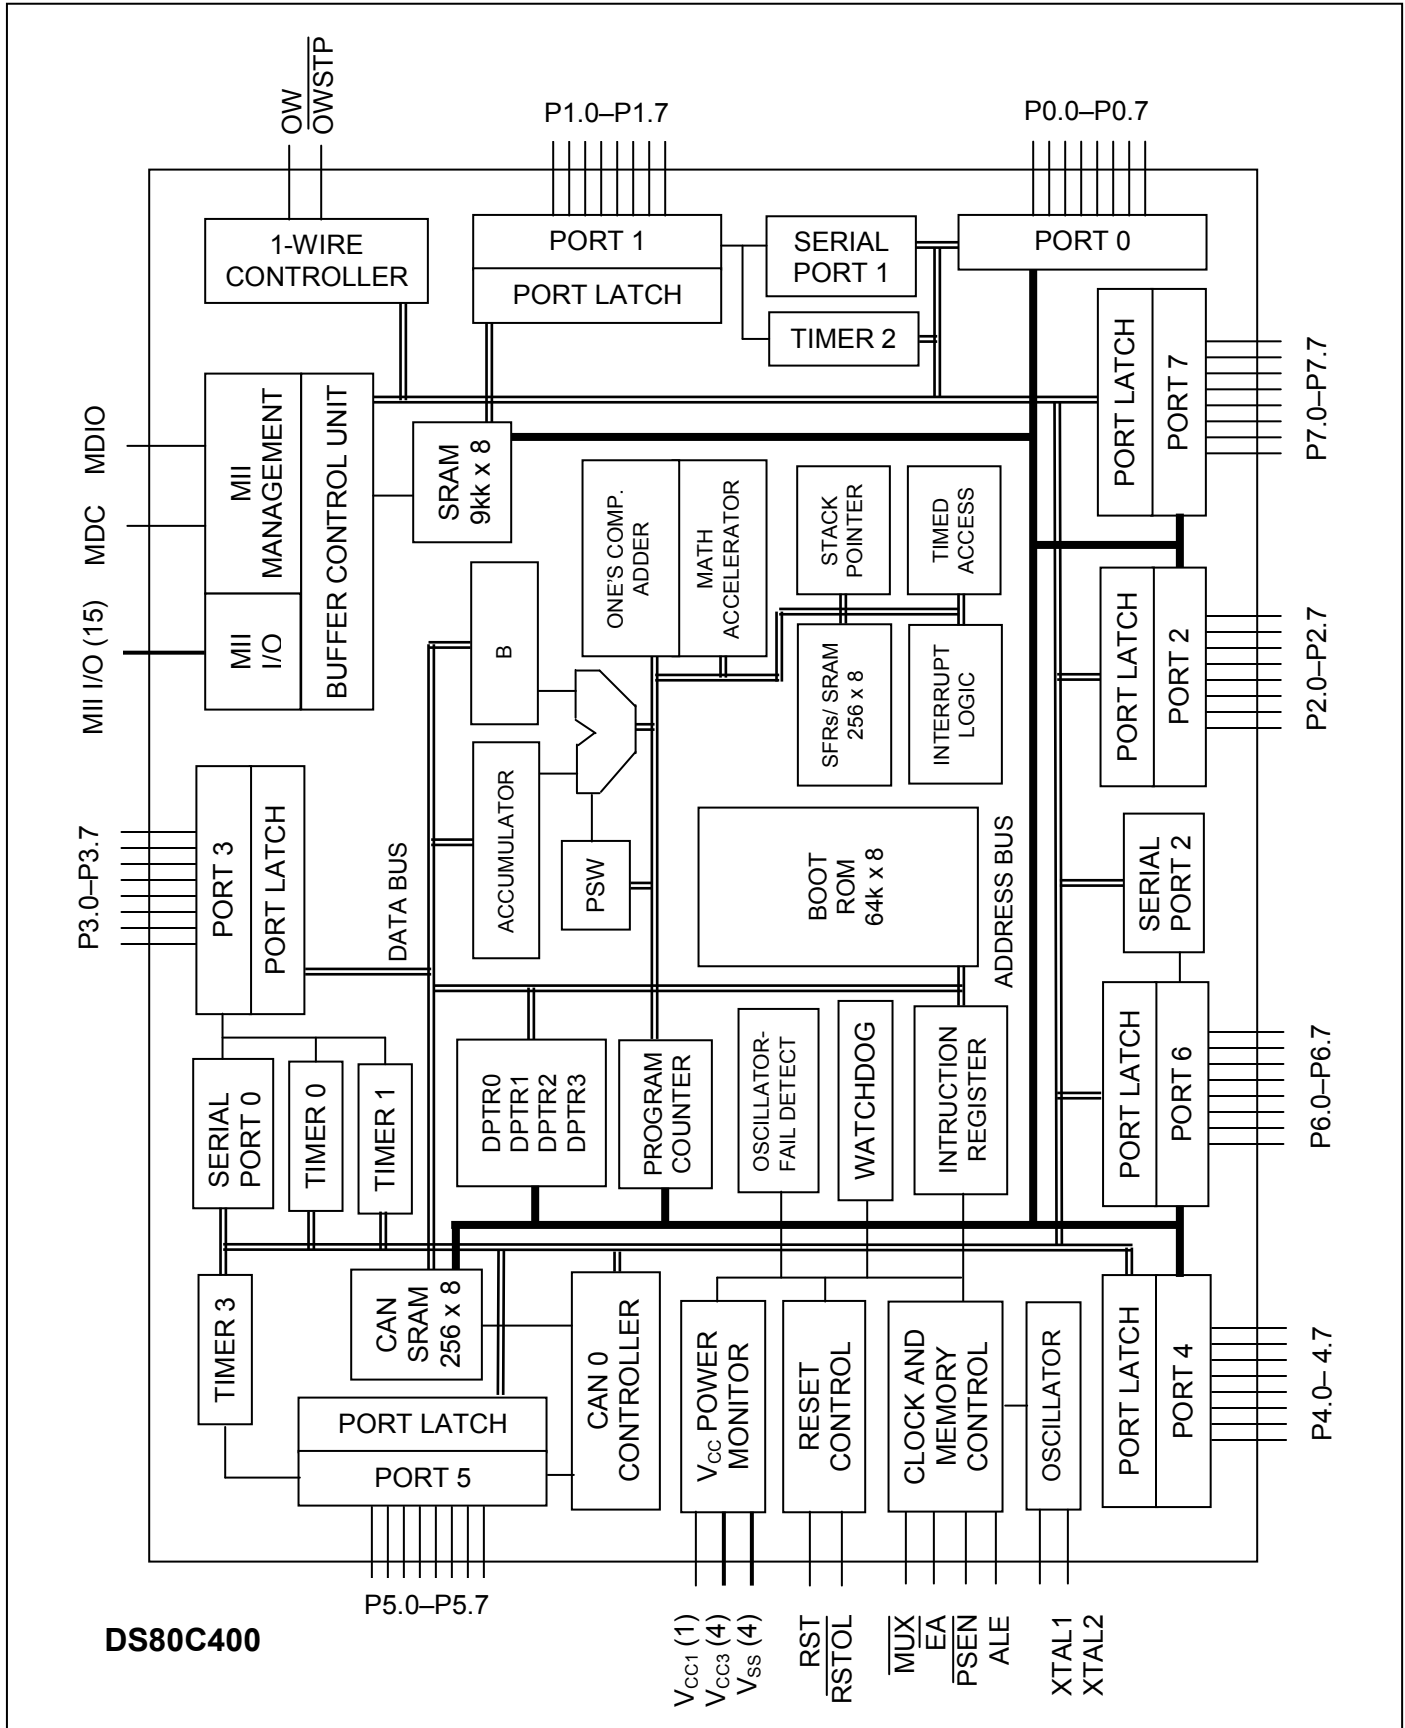 OW
OWSTP
P1.0–P1.7
P0.0–P0.7
1-WIRE
CONTROLLER
PORT 1
PORT LATCH
SERIAL
PORT 1
TIMER 2
PORT 0
MDIO
MDC
MII I/O (15)
MII
MANAGEMENT
MII
I/O
BUFFER CONTROL UNIT
SRAM
9kk x 8
ONE'S COMP.
ADDER
MATH
ACCELERATOR
STACK
POINTER
TIMED
ACCESS
PORT LATCH
PORT 7
P7.0–P7.7
B
SFRs/ SRAM
256 x 8
INTERRUPT
LOGIC
PORT LATCH
PORT 2
P2.0–P2.7
P3.0–P3.7
PORT 3
PORT LATCH
DATA BUS
ACCUMULATOR
PSW
BOOT
ROM
64k x 8
ADDRESS BUS
SERIAL
PORT 2
SERIAL
PORT 0
TIMER 0
TIMER 1
DPTR0
DPTR1
DPTR2
DPTR3
PROGRAM
COUNTER
OSCILLATOR-
FAIL DETECT
WATCHDOG
INTRUCTION
REGISTER
PORT LATCH
PORT 6
P6.0–P6.7
TIMER 3
CAN
SRAM
256 x 8
CAN 0
CONTROLLER
VCC POWER
MONITOR
RESET
CONTROL
CLOCK AND
MEMORY
CONTROL
OSCILLATOR
PORT LATCH
PORT 4
P4.0– 4.7
PORT LATCH
PORT 5
P5.0–P5.7
VCC1 (1)
VCC3 (4)
VSS (4)
RST
RSTOL
MUX
EA
PSEN
ALE
XTAL1
XTAL2
DS80C400